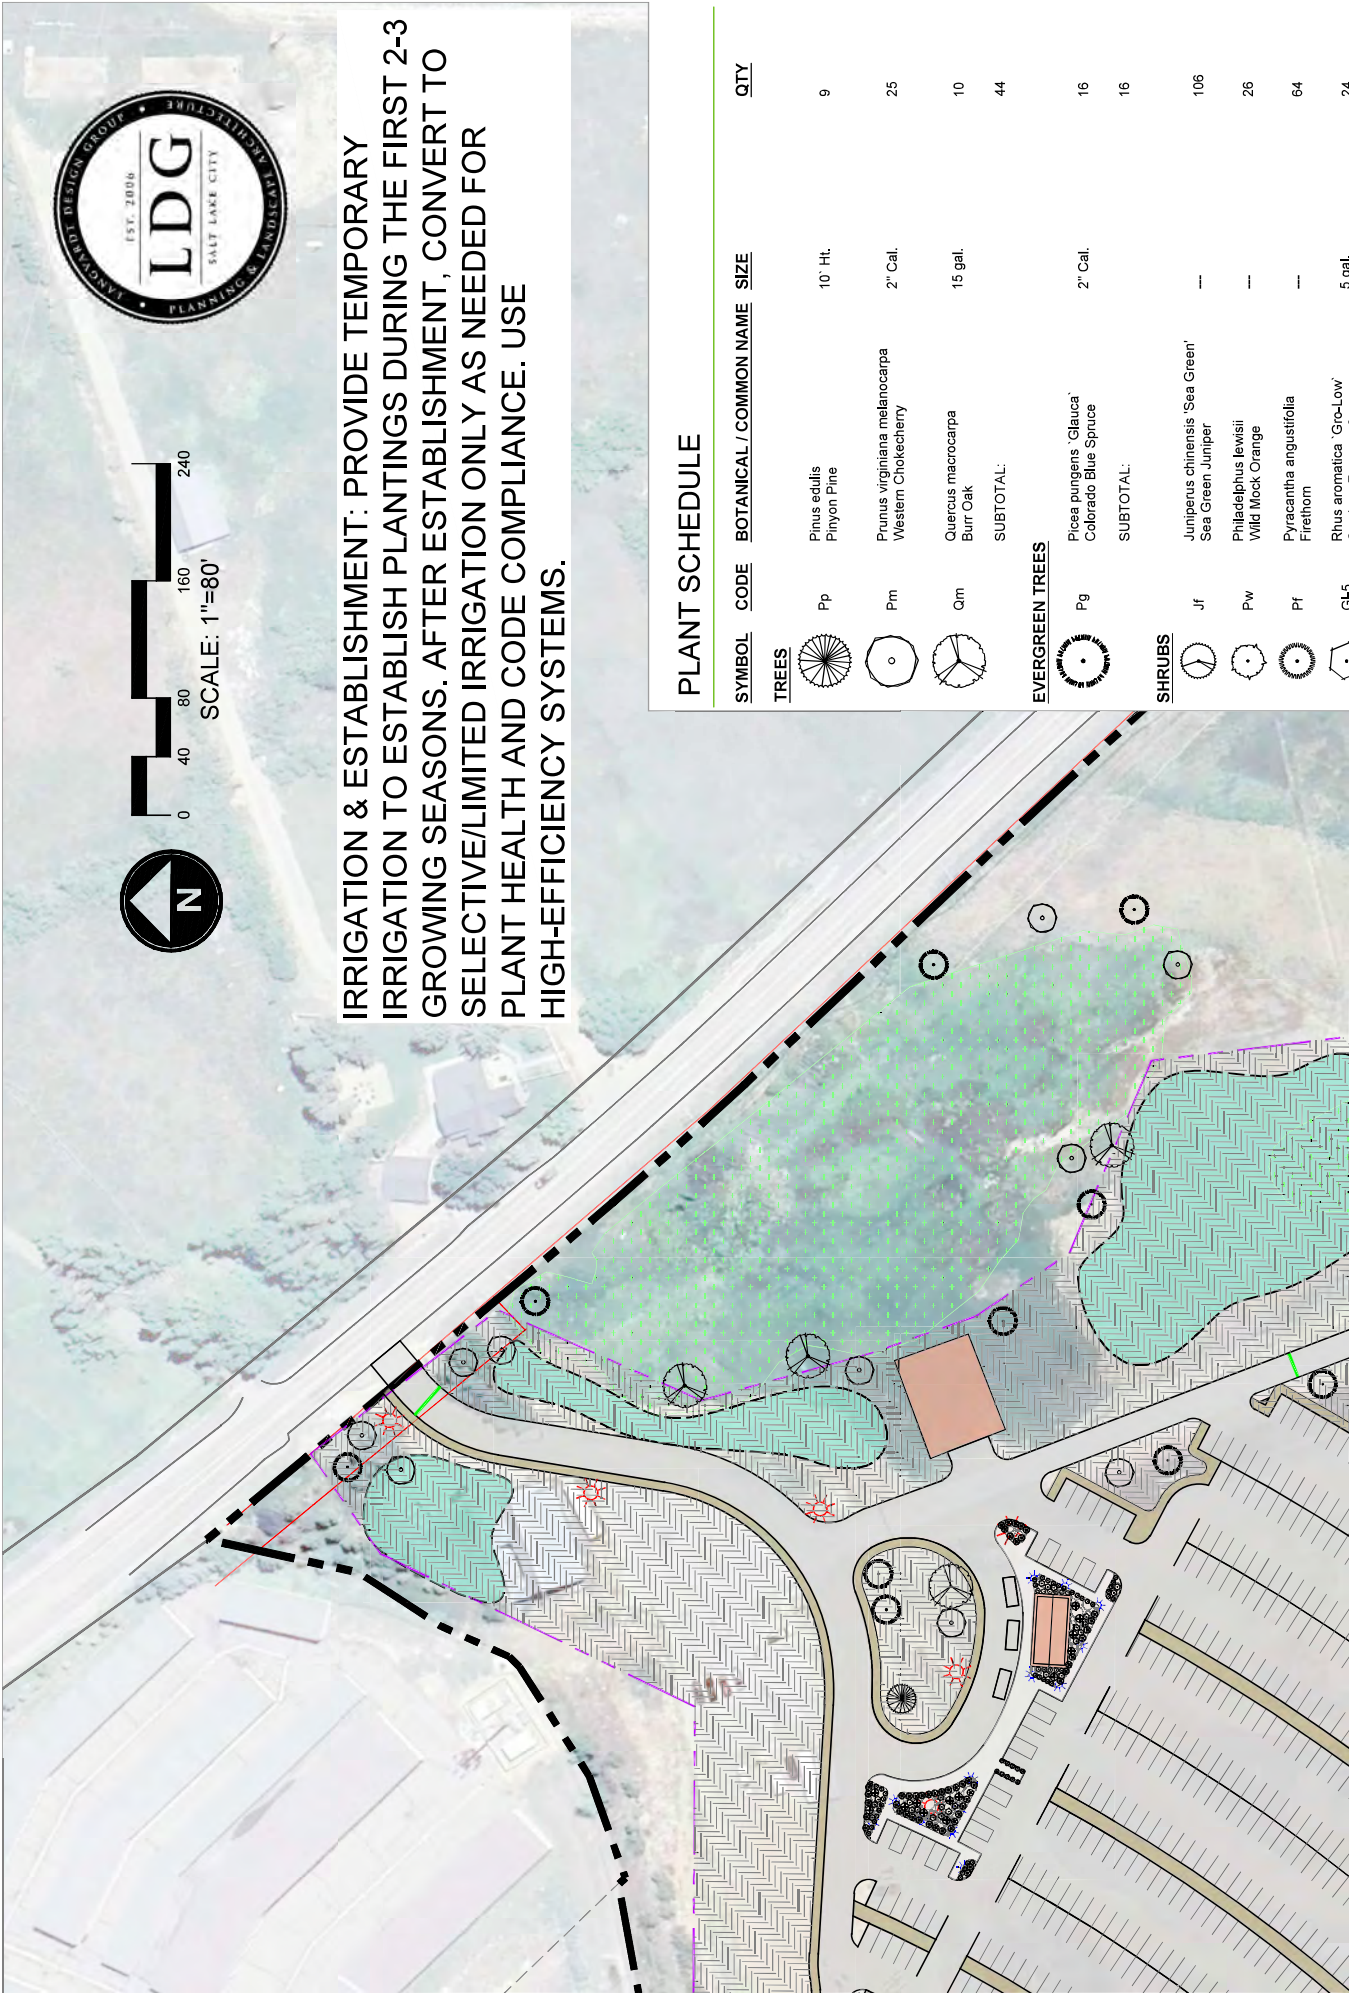 LANGVARDT DESIGN GROUP
EST. 2006
LDG
SALT LAKE CITY
PLANNING & LANDSCAPE ARCHITECTURE
N
0 40 80 160 240
SCALE: 1"=80'
IRRIGATION & ESTABLISHMENT: PROVIDE TEMPORARY
IRRIGATION TO ESTABLISH PLANTINGS DURING THE FIRST 2-3
GROWING SEASONS. AFTER ESTABLISHMENT, CONVERT TO
SELECTIVE/LIMITED IRRIGATION ONLY AS NEEDED FOR
PLANT HEALTH AND CODE COMPLIANCE. USE
HIGH-EFFICIENCY SYSTEMS.
PLANT SCHEDULE
SYMBOL CODE BOTANICAL / COMMON NAME SIZE QTY
TREES
Pp Pinus edulis 10` Ht. 9
Pinyon Pine
Pm Prunus virginiana melanocarpa 2" Cal. 25
Western Chokecherry
Qm Quercus macrocarpa 15 gal. 10
Burr Oak
SUBTOTAL: 44
EVERGREEN TREES
Pg Picea pungens `Glauca` 2" Cal. 16
Colorado Blue Spruce
SUBTOTAL: 16
SHRUBS
Jf Juniperus chinensis 'Sea Green' --- 106
Sea Green Juniper
Pw Philadelphus lewisii --- 26
Wild Mock Orange
Pf Pyracantha angustifolia --- 64
Firethorn
Rhus aromatica `Gro-Low` 5 gal. 24